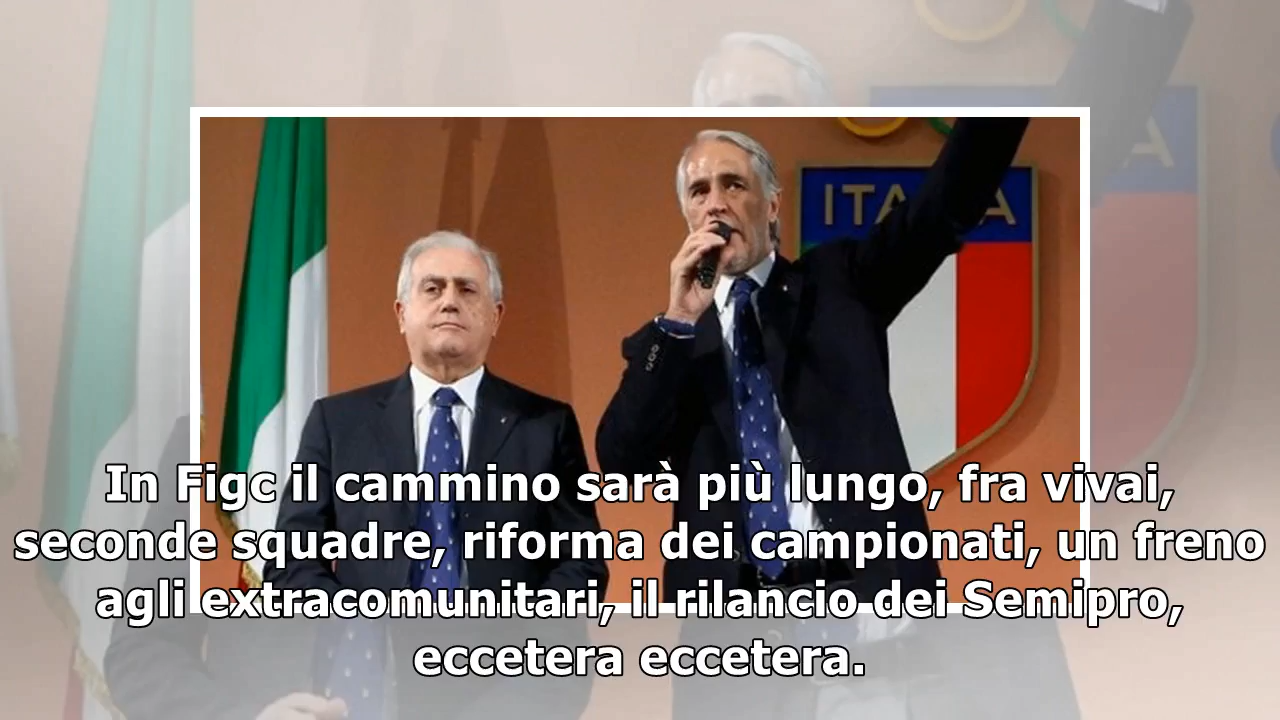 ITALIA
In Figc il cammino sarà più lungo, fra vivai,
seconde squadre, riforma dei campionati, un freno
agli extracomunitari, il rilancio dei Semipro,
eccetera eccetera.